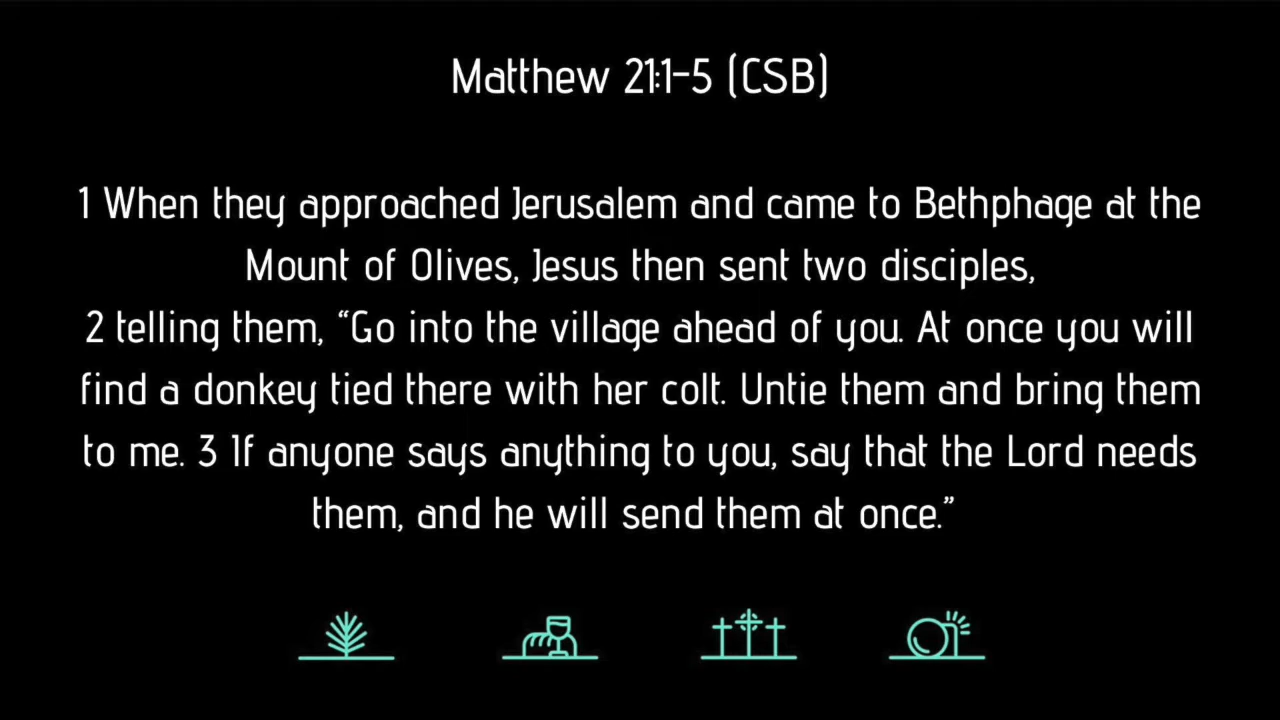 Matthew 21:1-5 (CSB)
1 When they approached Jerusalem and came to Bethphage at the
Mount of Olives, Jesus then sent two disciples,
2 telling them, “Go into the village ahead of you. At once you will
find a donkey tied there with her colt. Untie them and bring them
to me. 3 If anyone says anything to you, say that the Lord needs
them, and he will send them at once.”